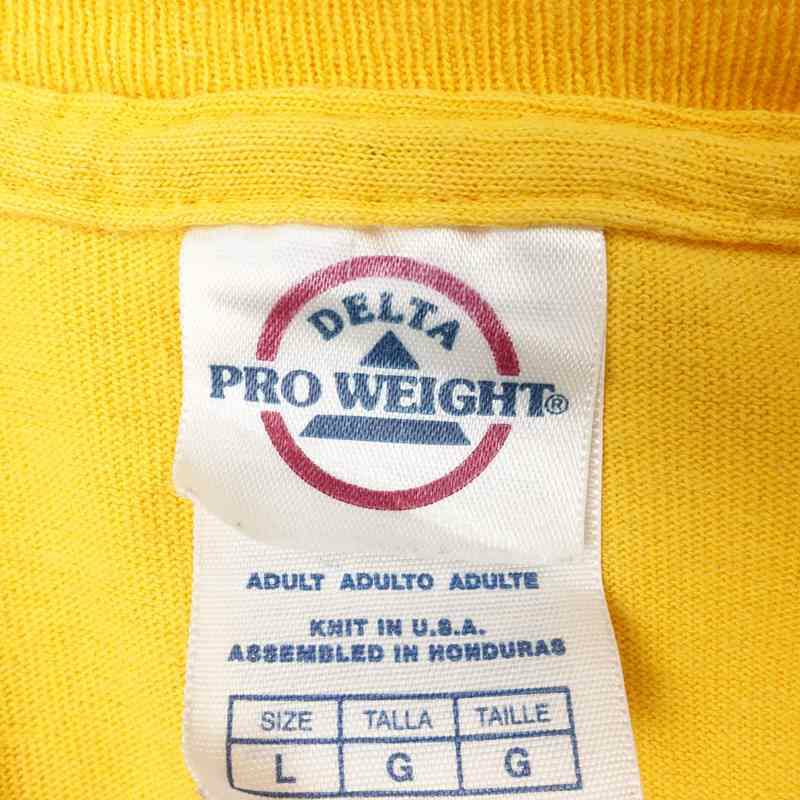 DELTA
PRO WEIGHT®
ADULT ADULTO ADULTE
KNIT IN U.S.A.
ASSEMBLED IN HONDURAS
SIZE TALLA TAILLE
L G G